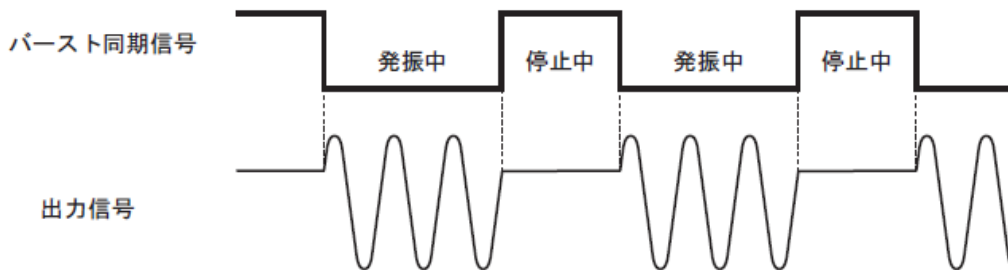 バースト同期信号
発振中
停止中
発振中
停止中
出力信号